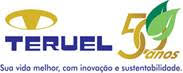 TERUEL 50 anos
Sua vida melhor, com inovação e sustentabilidade.